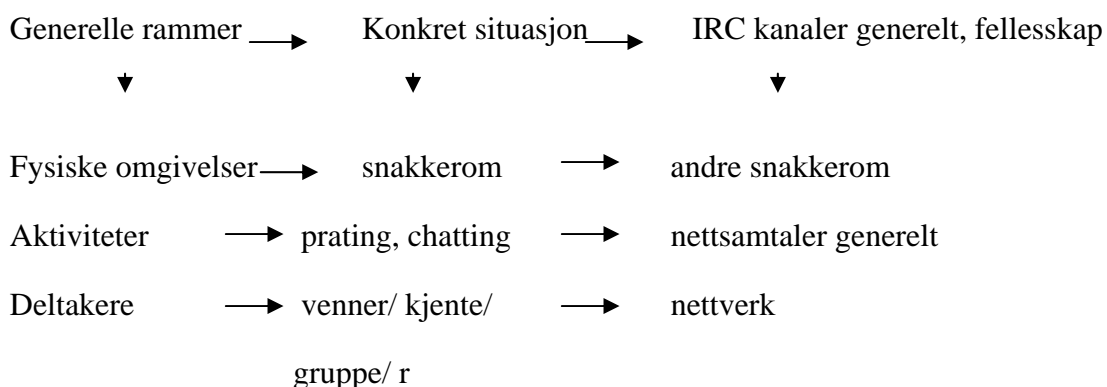 Generelle rammer Konkret situasjon IRC kanaler generelt, fellesskap
Fysiske omgivelser snakkerom andre snakkerom
Aktiviteter prating, chatting nettsamtaler generelt
Deltakere venner/ kjente/ nettverk
gruppe/ r